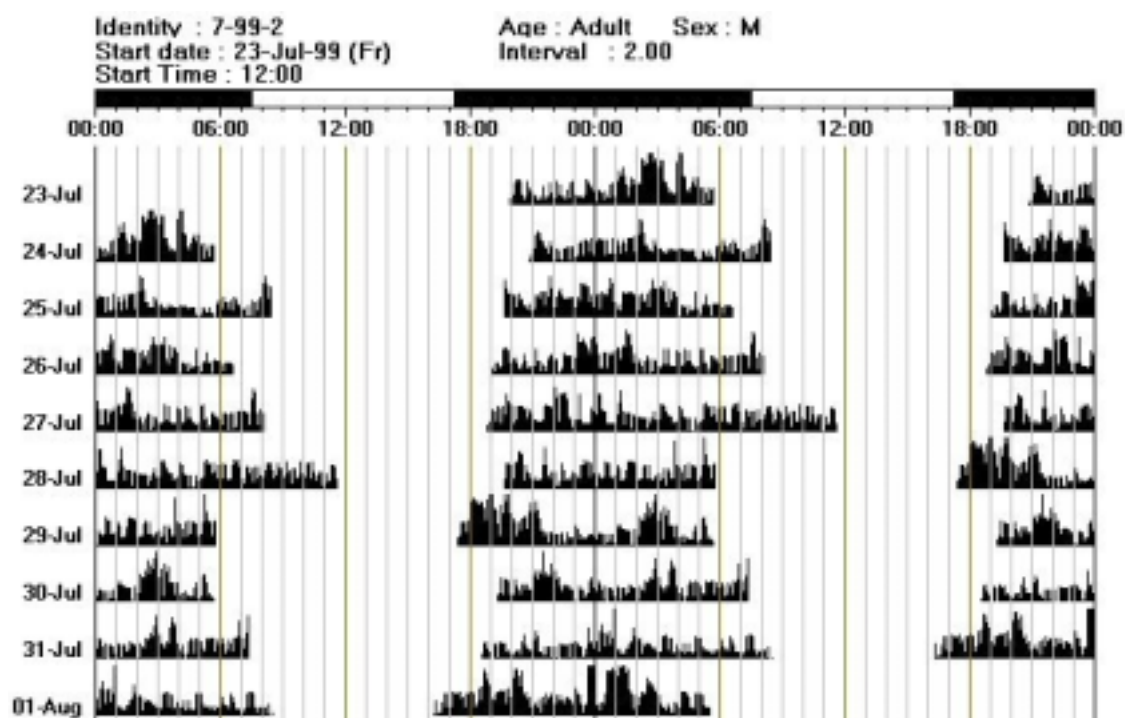 Identity : 7-99-2 Age : Adult Sex : M
Start date : 23-Jul-99 (Fr) Interval : 2.00
Start Time : 12:00
00:00 06:00 12:00 18:00 00:00 06:00 12:00 18:00 00:00
23-Jul
24-Jul
25-Jul
26-Jul
27-Jul
28-Jul
29-Jul
30-Jul
31-Jul
01-Aug